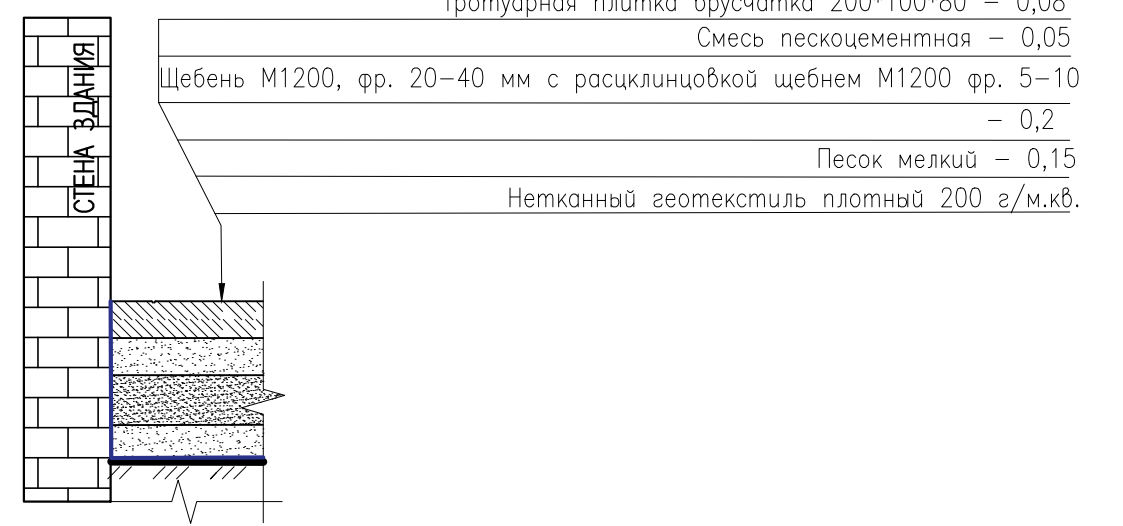 Тротуарная плитка брусчатка 200*100*80 – 0,08
Смесь пескоцементная – 0,05
Щебень М1200, фр. 20–40 мм с расклинцовкой щебнем М1200 фр. 5–10
– 0,2
Песок мелкий – 0,15
Нетканный геотекстиль плотный 200 г/м.кв.
СТЕНА ЗДАНИЯ